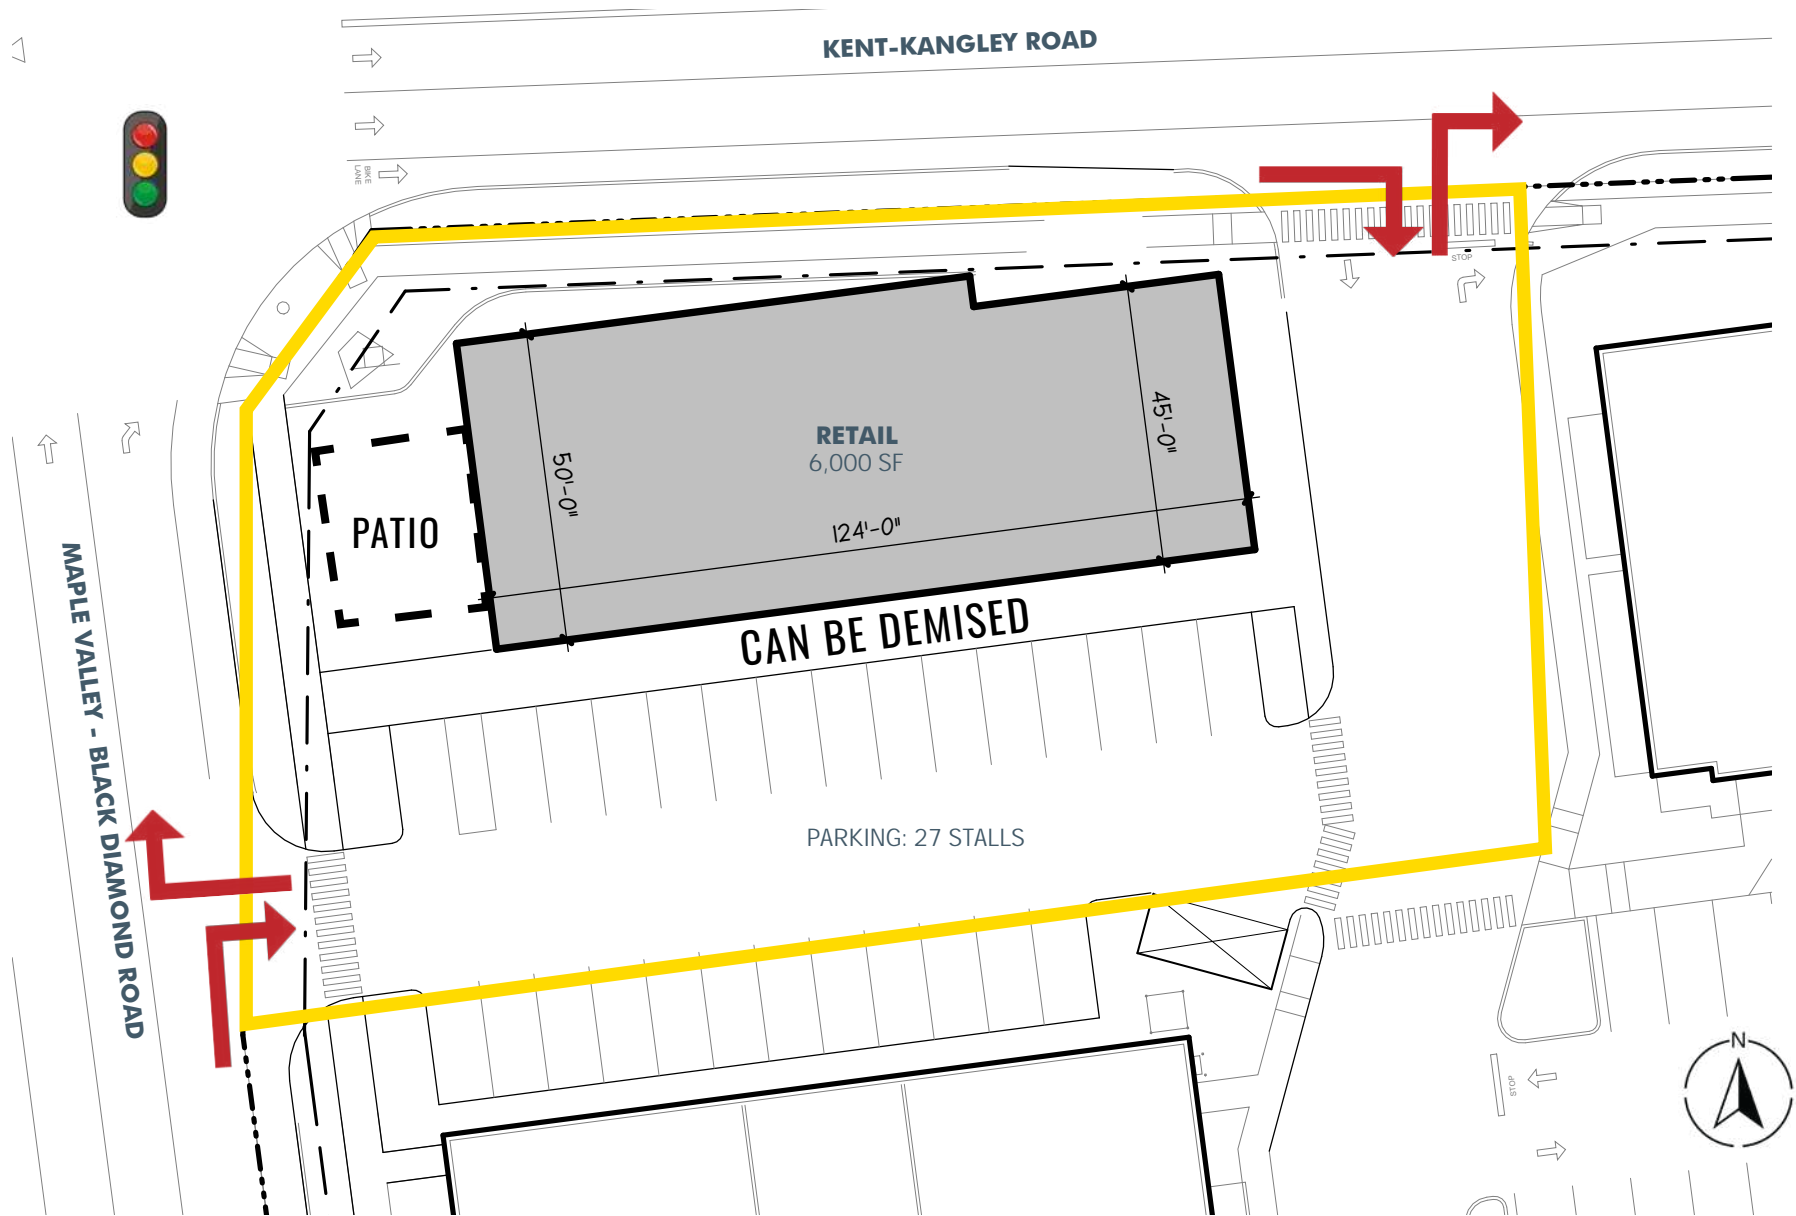 KENT-KANGLEY ROAD
BIKE
LANE
STOP
RETAIL
6,000 SF
50'-0"
45'-0"
124'-0"
PATIO
CAN BE DEMISED
MAPLE VALLEY - BLACK DIAMOND ROAD
PARKING: 27 STALLS
N
STOP